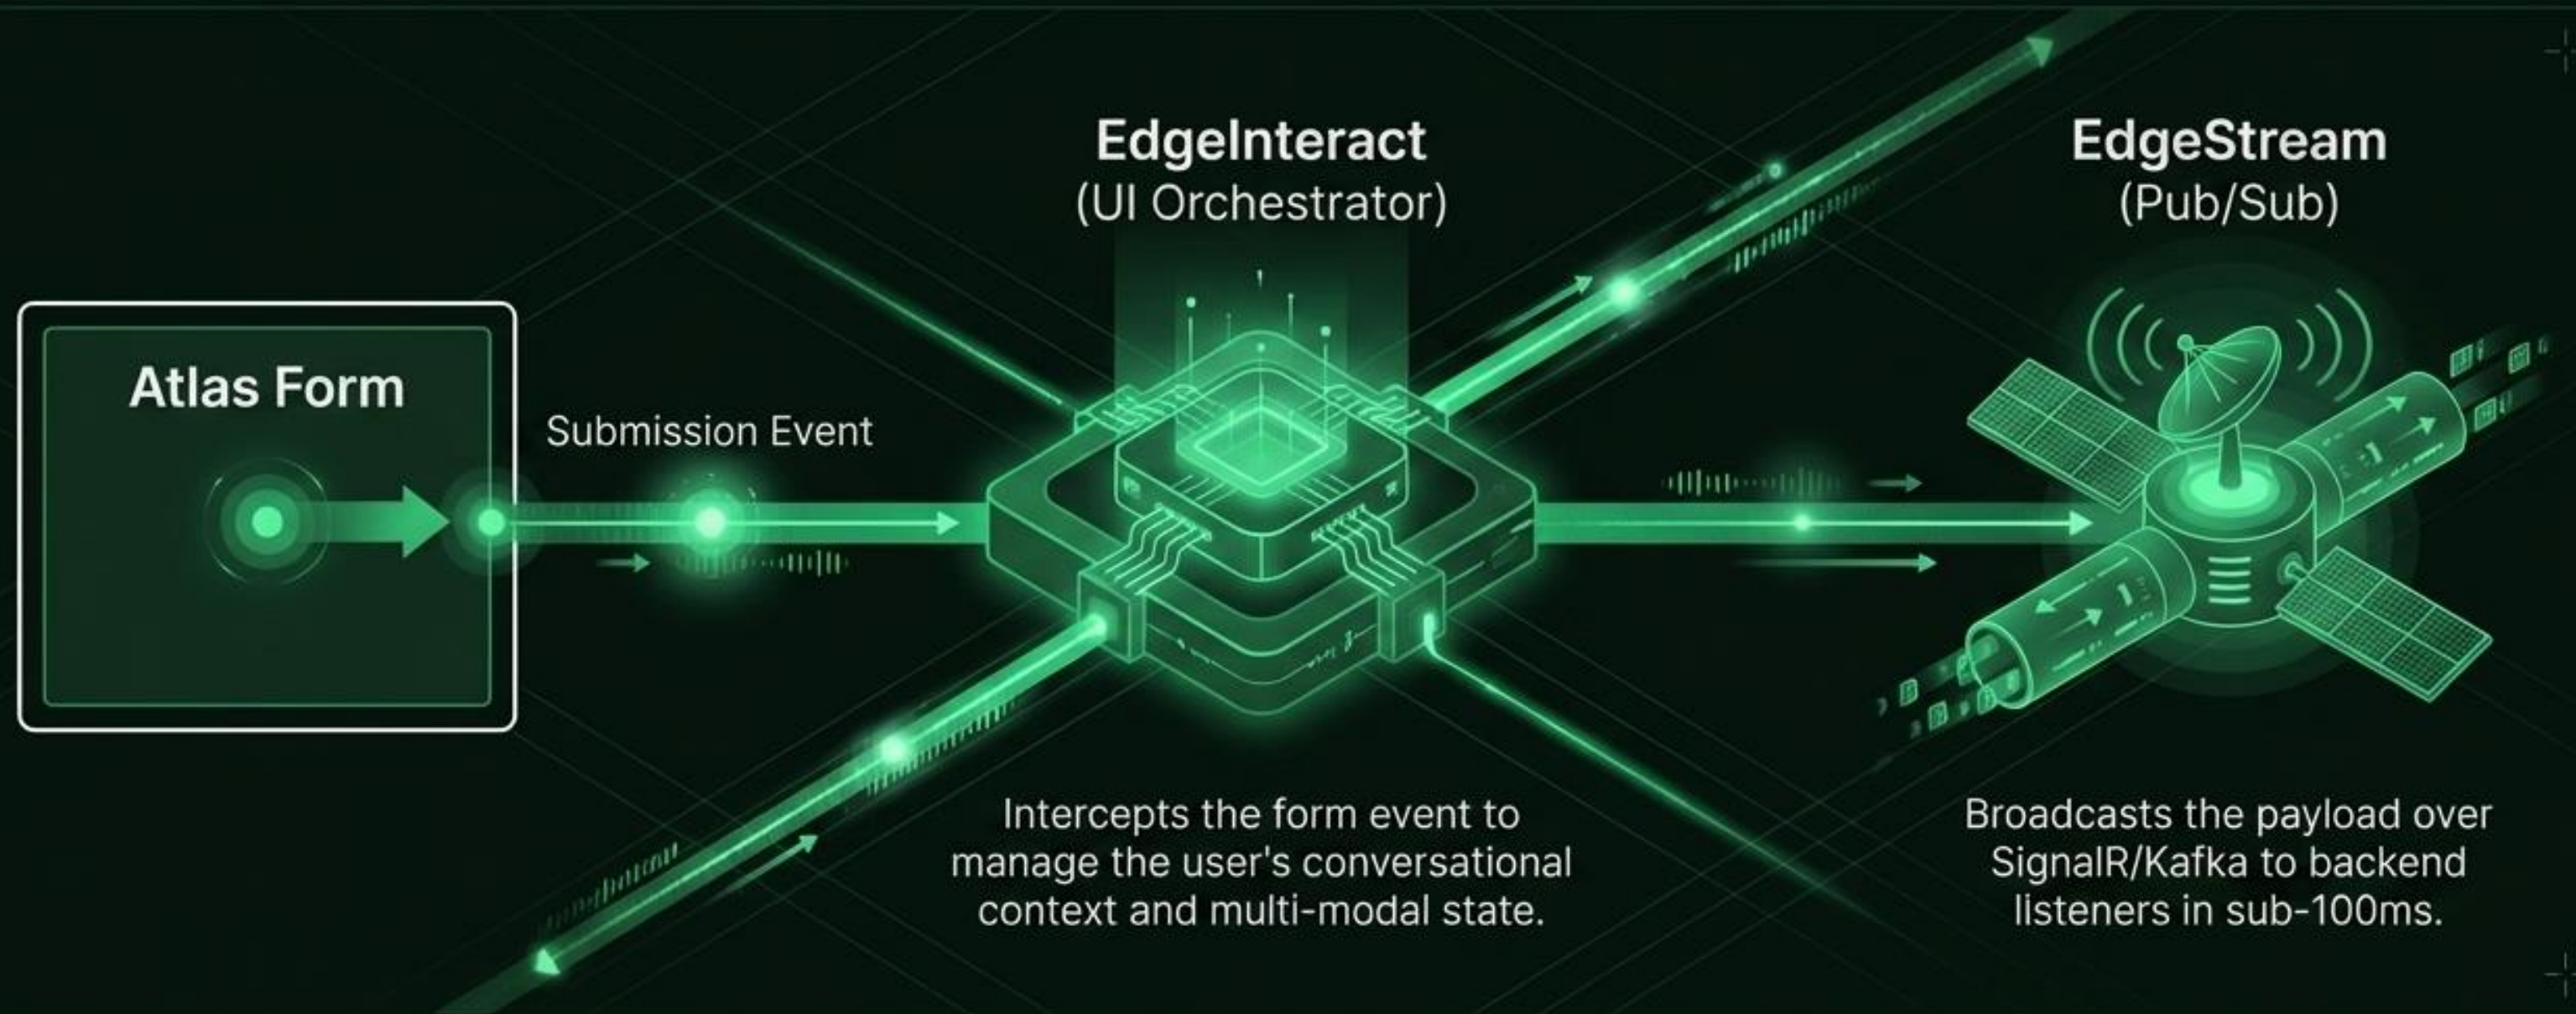 Atlas Form
Submission Event
EdgeInteract
(UI Orchestrator)
Intercepts the form event to
manage the user's conversational
context and multi-modal state.
EdgeStream
(Pub/Sub)
Broadcasts the payload over
SignalR/Kafka to backend
listeners in sub-100ms.